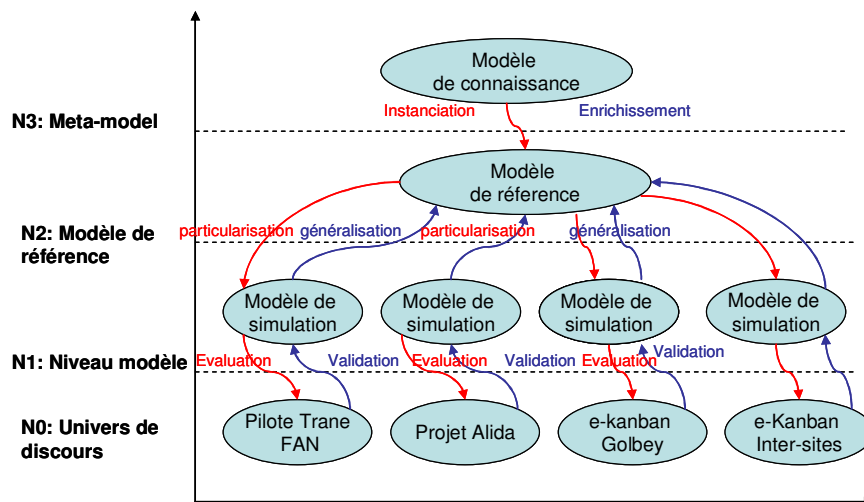 Modèle
de connaissance
Instanciation Enrichissement
N3: Meta-model
Modèle
de réference
particularisation généralisation particularisation généralisation
N2: Modèle de
référence
Modèle de
simulation
Modèle de
simulation
Modèle de
simulation
Modèle de
simulation
N1: Niveau modèle
Evaluation Validation Evaluation Validation Evaluation Validation
N0: Univers de
discours
Pilote Trane
FAN
Projet Alida
e-kanban
Golbey
e-Kanban
Inter-sites